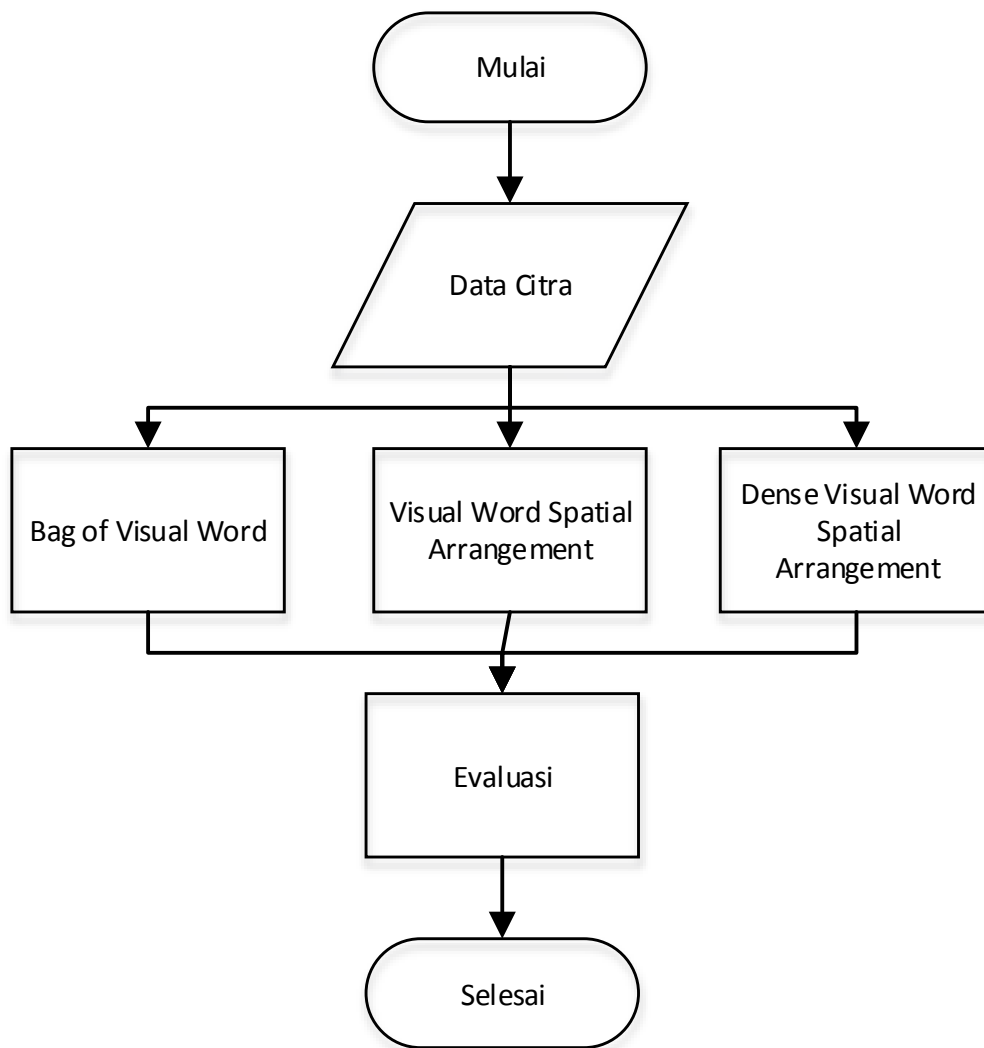 Mulai
Data Citra
Bag of Visual Word
Visual Word Spatial
Arrangement
Dense Visual Word
Spatial
Arrangement
Evaluasi
Selesai